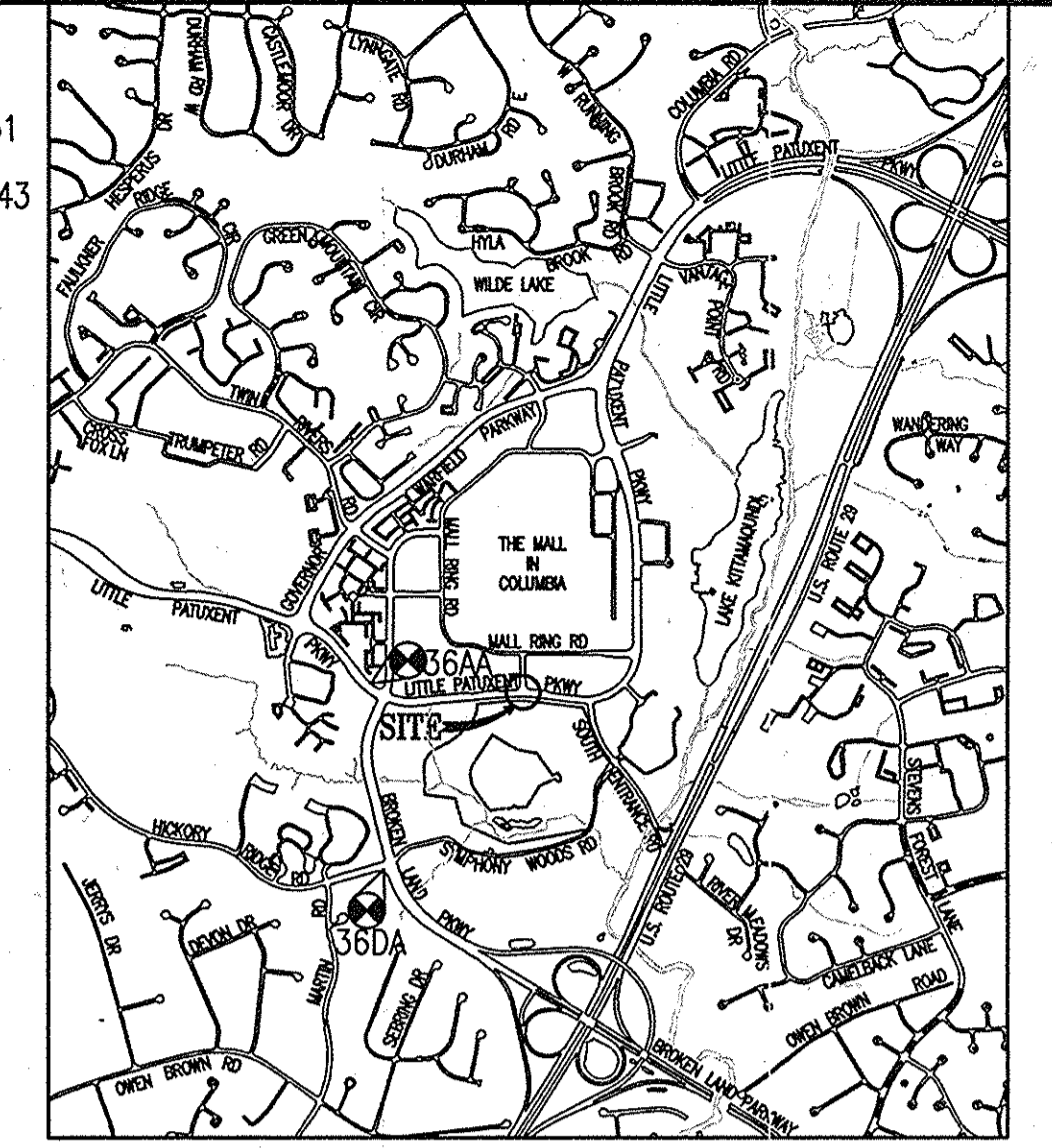 51
43
DURHAM RD W
CASTLE MOOR DR
LYNNGATE RD
DURHAM RD E
W RUNNING BROOK RD
COLUMBIA RD
LITTLE PATUXENT PKWY
HESPERUS DR
FAULKNER RIDGE CIR
GREEN MOUNTAIN CIR
HYLA BROOK RD
WILDE LAKE
VANTAGE POINT RD
LITTLE PATUXENT PKWY
TWIN RIVERS RD
CROSS FOX LN
TRUMPETER RD
WARFIELD PARKWAY
WANDERING
WAY
THE MALL
IN
COLUMBIA
MALL RING RD
MALL RING RD
LAKE KITTAMAQUNDI
U.S. ROUTE 29
GOVERNOR
LITTLE PATUXENT PKWY
36AA
LITTLE PATUXENT PKWY
SITE
SOUTH ENTRANCE RD
STEVENS FOREST LANE
HICKORY RIDGE RD
BROKEN LAND PKWY
SYMPHONY WOODS RD
U.S. ROUTE 29
RIVER MEADOWS DR
JERRYS DR
DEVON DR
MARTIN RD
36DA
SEBRING DR
CAMELBACK LANE
OWEN BROWN ROAD
OWEN BROWN RD
BROKEN LAND PARKWAY